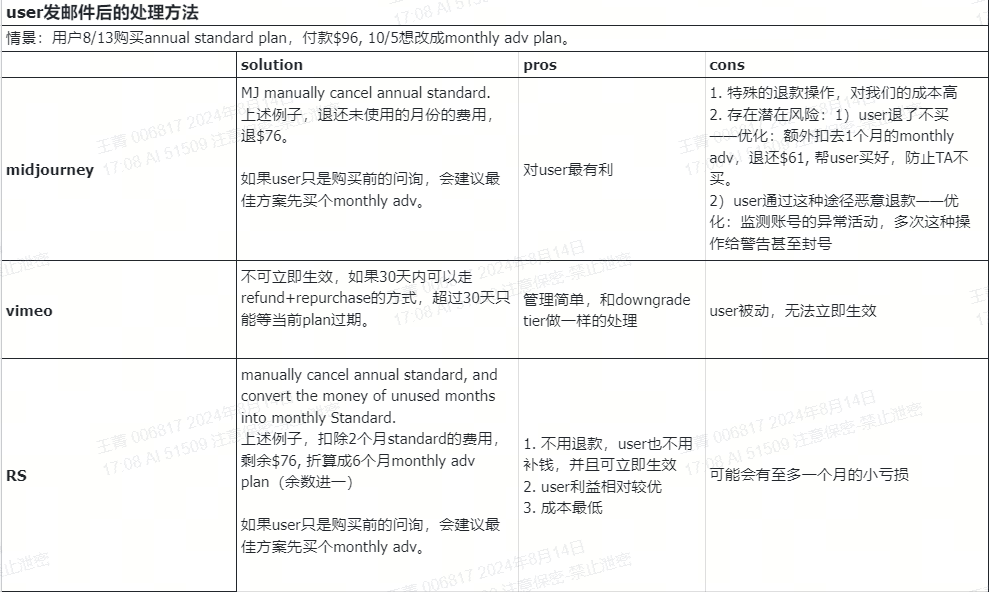 user发邮件后的处理方法
情景：用户8/13购买annual standard plan，付款$96, 10/5想改成monthly adv plan。
solution
pros
cons
midjourney
MJ manually cancel annual standard.
上述例子，退还未使用的月份的费用，
退$76。
如果user只是购买前的问询，会建议最
佳方案先买个monthly adv。
对user最有利
1. 特殊的退款操作，对我们的成本高
2. 存在潜在风险：1）user退了不买
——优化：额外扣去1个月的monthly
adv，退还$61, 帮user买好，防止TA不
买。
2）user通过这种途径恶意退款——优
化：监测账号的异常活动，多次这种操
作给警告甚至封号
vimeo
不可立即生效，如果30天内可以走
refund+repurchase的方式，超过30天只
能等当前plan过期。
管理简单，和downgrade
tier做一样的处理
user被动，无法立即生效
RS
manually cancel annual standard, and
convert the money of unused months
into monthly Standard.
上述例子，扣除2个月standard的费用，
剩余$76, 折算成6个月monthly adv
plan（余数进一）
如果user只是购买前的问询，会建议最
佳方案先买个monthly adv。
1. 不用退款，user也不用
补钱，并且可立即生效
2. user利益相对较优
3. 成本最低
可能会有至多一个月的小亏损
王菁 006817 2024年8月14日
17:08 AI 51509 注意保密-禁止泄密